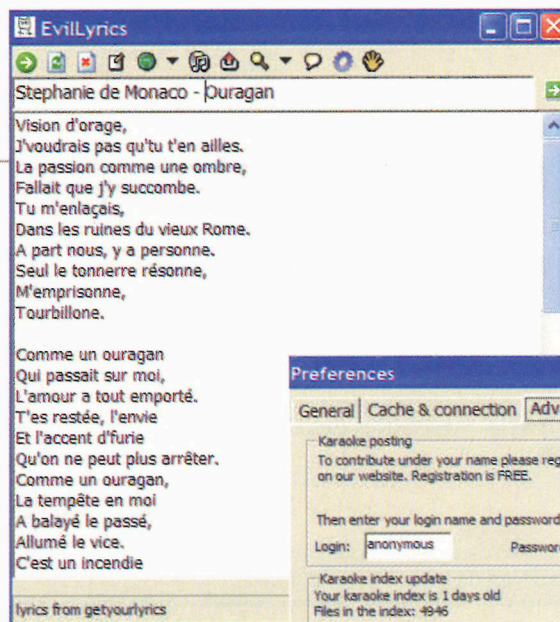 EvilLyrics
Stephanie de Monaco - Ouragan
Vision d'orage,
J'voudrais pas qu'tu t'en ailles.
La passion comme une ombre,
Fallait que j'y succombe.
Tu m'enlaçais,
Dans les ruines du vieux Rome.
A part nous, y a personne.
Seul le tonnerre résonne,
M'emprisonne,
Tourbillone.
Comme un ouragan
Qui passait sur moi,
L'amour a tout emporté.
T'es restée, l'envie
Et l'accent d'furie
Qu'on ne peut plus arrêter.
Comme un ouragan,
La tempête en moi
A balayé le passé,
Allumé le vice.
C'est un incendie
lyrics from getyourlyrics
Preferences
General Cache & connection Adv
Karaoke posting
To contribute under your name please reg
on our website. Registration is FREE.
Then enter your login name and password
Login: anonymous Passwor
Karaoke index update
Your karaoke index is 1 days old
Files in the index: 4946